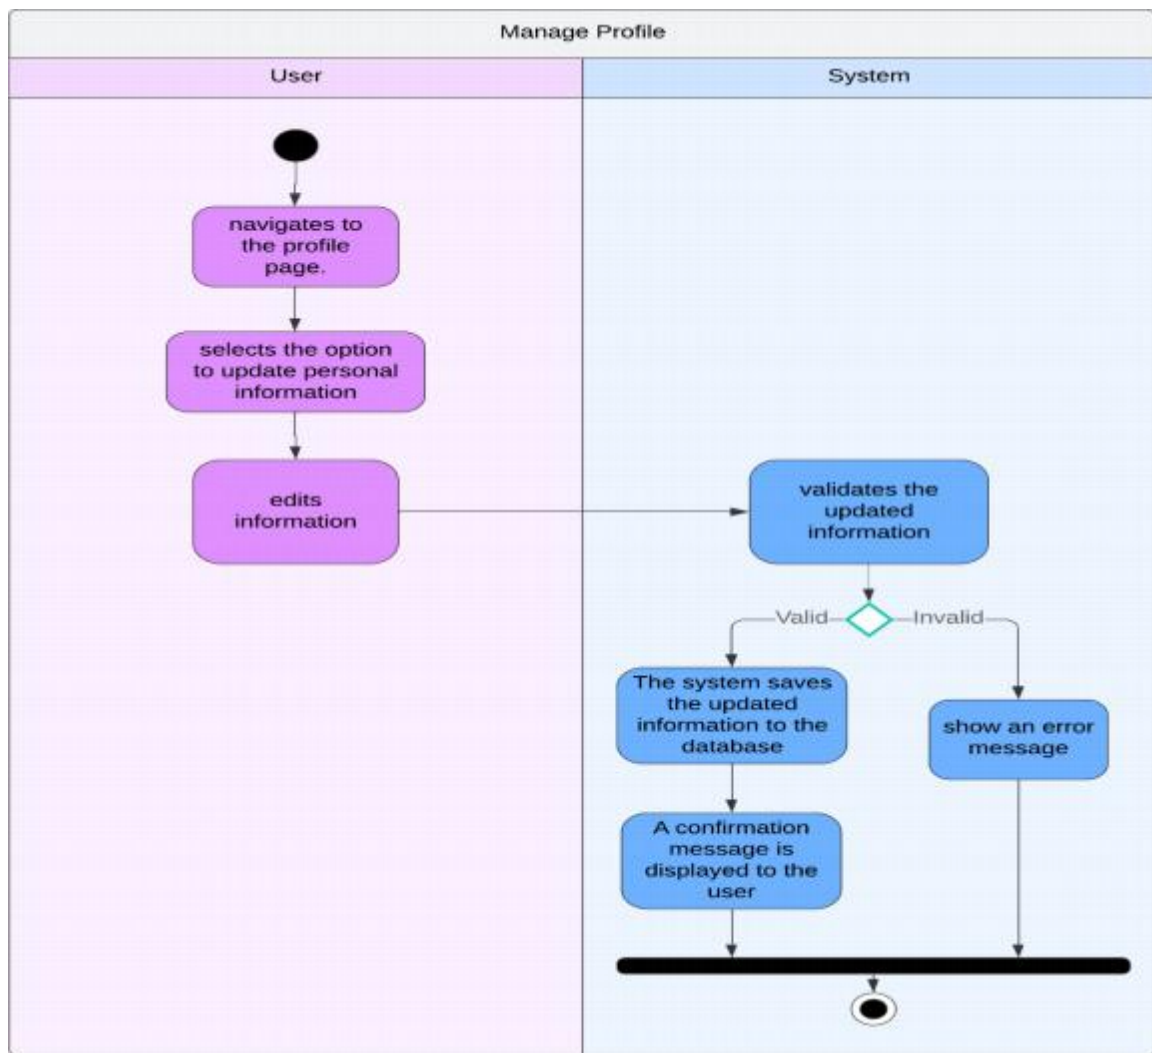 Manage Profile
User
System
navigates to
the profile
page.
selects the option
to update personal
information
edits
information
validates the
updated
information
Valid
Invalid
The system saves
the updated
information to the
database
show an error
message
A confirmation
message is
displayed to the
user